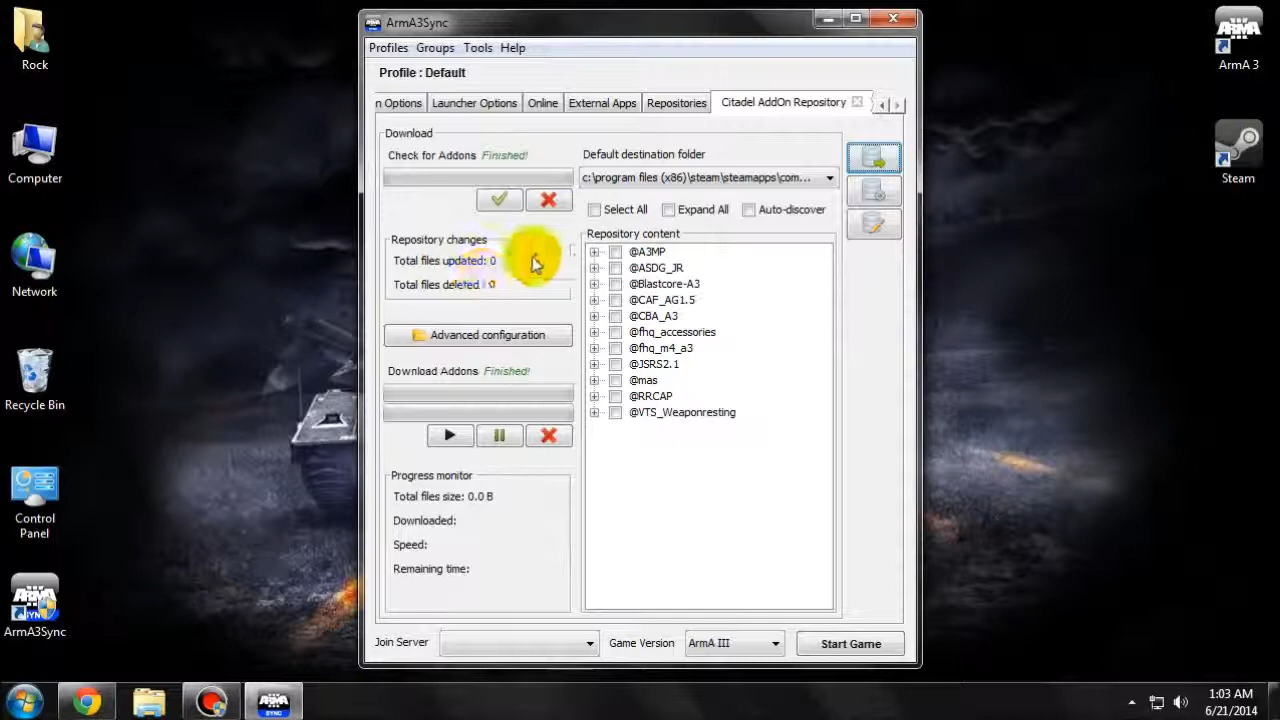 Rock
Computer
Network
Recycle Bin
Control
Panel
ArmA3Sync
ArmA 3
Steam
ArmA3Sync
Profiles Groups Tools Help
Profile : Default
n Options Launcher Options Online External Apps Repositories Citadel AddOn Repository
Download
Check for Addons Finished!
Default destination folder
c:\program files (x86)\steam\steamapps\com...
Select All Expand All Auto-discover
Repository changes
Total files updated: 0
Total files deleted : 0
Repository content
@A3MP
@ASDG_JR
@Blastcore-A3
@CAF_AG1.5
@CBA_A3
@fhq_accessories
@fhq_m4_a3
@JSRS2.1
@mas
@RRCAP
@VTS_Weaponresting
Advanced configuration
Download Addons Finished!
Progress monitor
Total files size: 0.0 B
Downloaded:
Speed:
Remaining time:
Join Server Game Version ArmA III Start Game
1:03 AM
6/21/2014